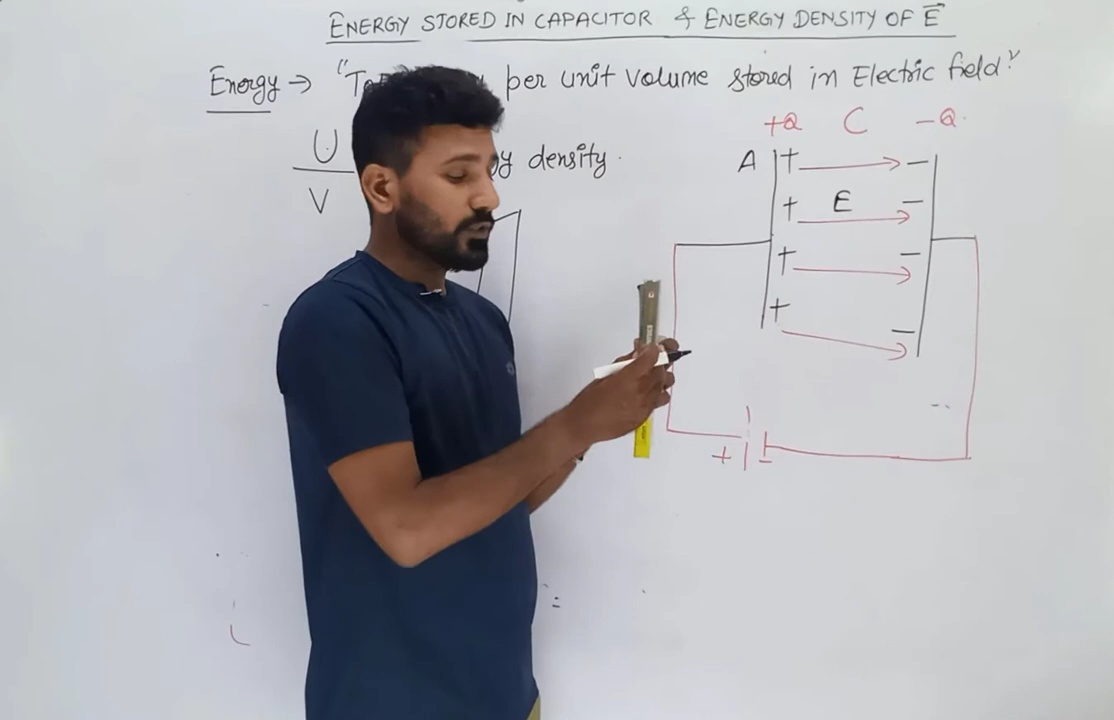 ENERGY STORED IN CAPACITOR & ENERGY DENSITY OF E
Energy → " per unit volume stored in Electric field"
U
V
density.
+Q C -Q
A + -
+ E -
+ -
+ -
+ -